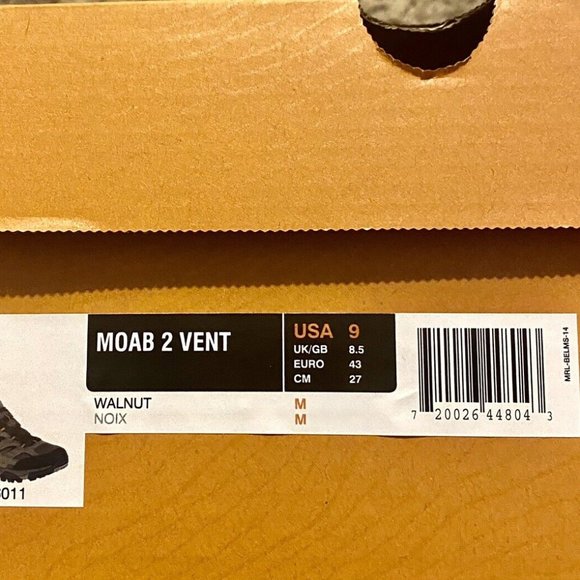 MOAB 2 VENT
USA 9
UK/GB 8.5
EURO 43
CM 27
WALNUT M
NOIX M
7 20026 44804 3
MRL-BELMS-14
6011